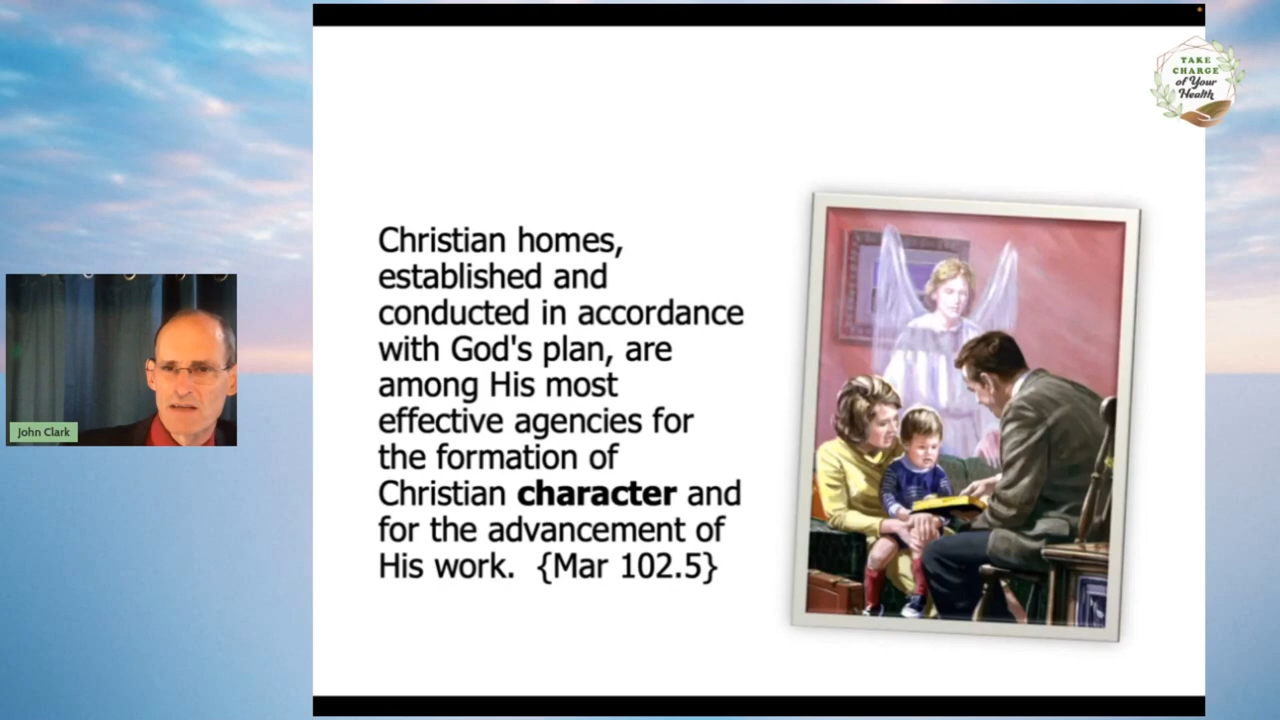 TAKE
CHARGE
of Your
Health
Christian homes,
established and
conducted in accordance
with God's plan, are
among His most
effective agencies for
the formation of
Christian character and
for the advancement of
His work.  {Mar 102.5}
John Clark